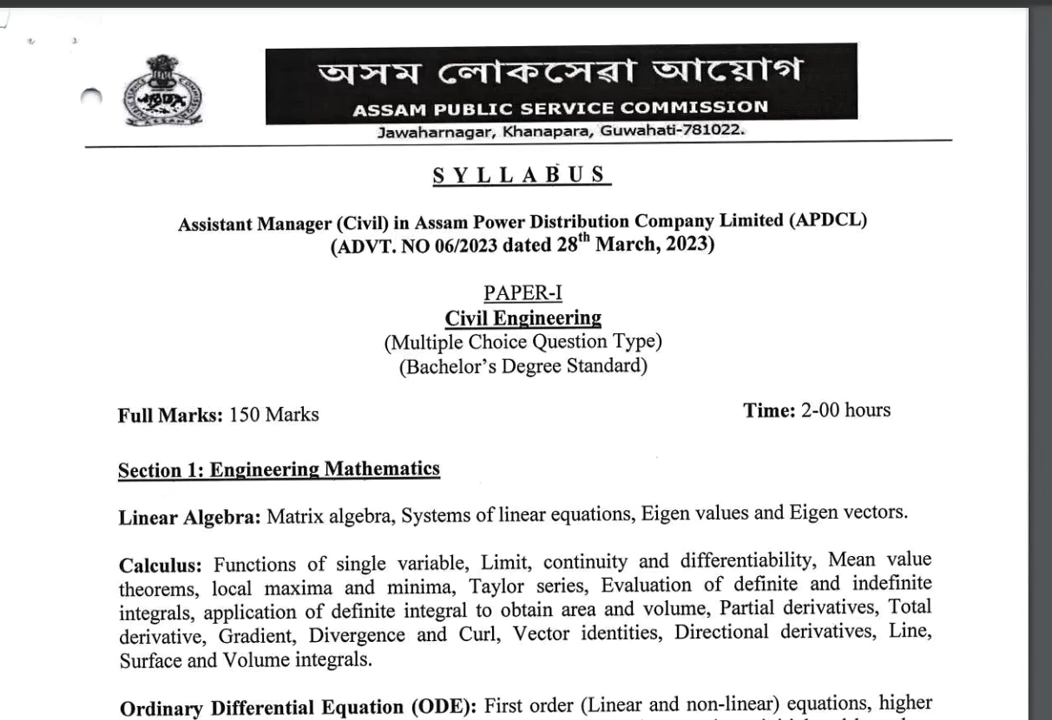 অসম লোকসেৱা আয়োগ
ASSAM PUBLIC SERVICE COMMISSION
Jawaharnagar, Khanapara, Guwahati-781022.
SYLLABUS
Assistant Manager (Civil) in Assam Power Distribution Company Limited (APDCL)
(ADVT. NO 06/2023 dated 28th March, 2023)
PAPER-I
Civil Engineering
(Multiple Choice Question Type)
(Bachelor's Degree Standard)
Full Marks: 150 Marks Time: 2-00 hours
Section 1: Engineering Mathematics
Linear Algebra: Matrix algebra, Systems of linear equations, Eigen values and Eigen vectors.
Calculus: Functions of single variable, Limit, continuity and differentiability, Mean value
theorems, local maxima and minima, Taylor series, Evaluation of definite and indefinite
integrals, application of definite integral to obtain area and volume, Partial derivatives, Total
derivative, Gradient, Divergence and Curl, Vector identities, Directional derivatives, Line,
Surface and Volume integrals.
Ordinary Differential Equation (ODE): First order (Linear and non-linear) equations, higher